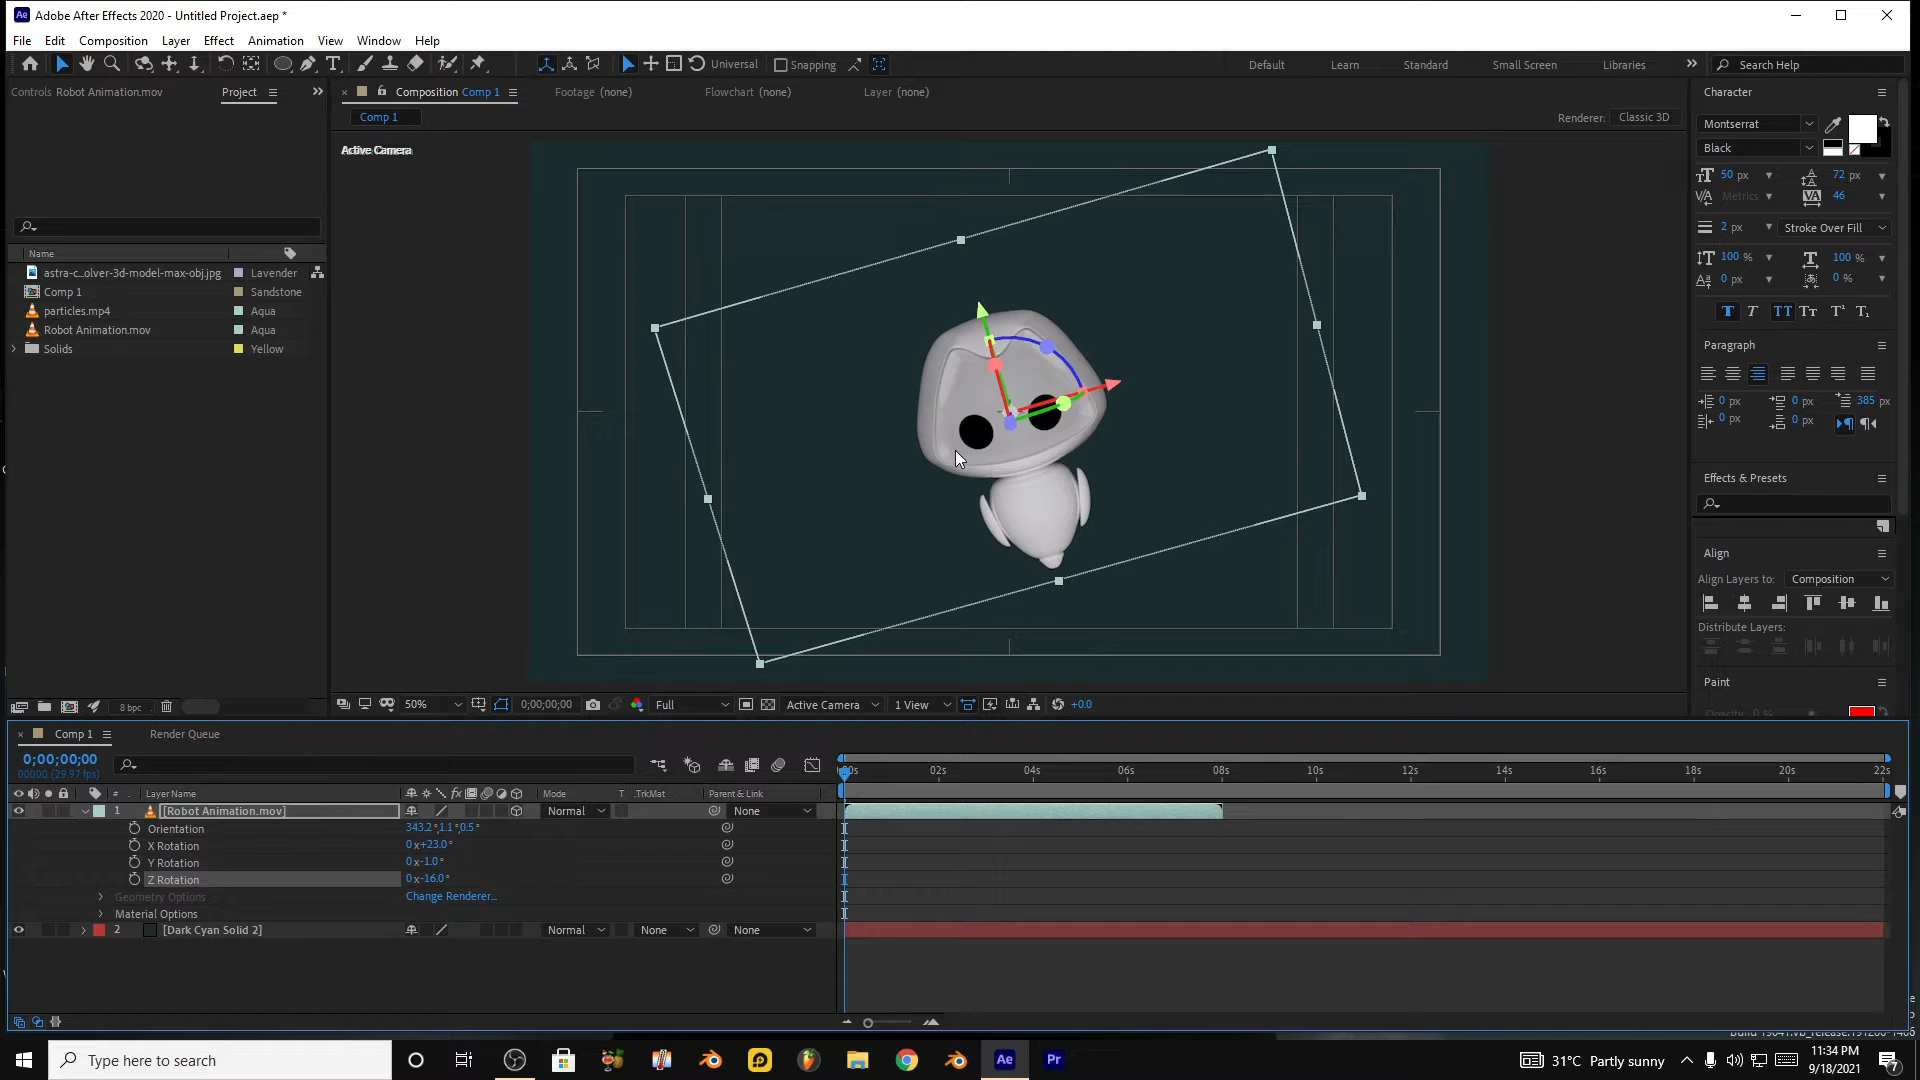 Adobe After Effects 2020 - Untitled Project.aep *
File Edit Composition Layer Effect Animation View Window Help
Universal Snapping Default Learn Standard Small Screen Libraries Search Help
Controls Robot Animation.mov Project Composition Comp 1 Footage (none) Flowchart (none) Layer (none) Character
Comp 1 Renderer: Classic 3D
Active Camera
Montserrat
Black
50 px 72 px
Metrics 46
2 px Stroke Over Fill
100 % 100 %
0 px 0 %
Name
astra-c...olver-3d-model-max-obj.jpg Lavender
Comp 1 Sandstone
particles.mp4 Aqua
Robot Animation.mov Aqua
Solids Yellow
Paragraph
0 px 0 px 385 px
0 px 0 px
Effects & Presets
Align
Align Layers to: Composition
Distribute Layers:
Paint
Opacity: 0 %
8 bpc 50% 0;00;00;00 Full Active Camera 1 View +0.0
Comp 1 Render Queue
0;00;00;00
00000 (29.97 fps)
:00s 02s 04s 06s 08s 10s 12s 14s 16s 18s 20s 22s
# Layer Name Mode T .TrkMat Parent & Link
1 [Robot Animation.mov] Normal None
Orientation 343.2°,1.1°,0.5°
X Rotation 0x+23.0°
Y Rotation 0x-1.0°
Z Rotation 0x-16.0°
Geometry Options Change Renderer...
Material Options
2 [Dark Cyan Solid 2] Normal None None
Type here to search
Ae Pr
31°C Partly sunny
11:34 PM
9/18/2021
7